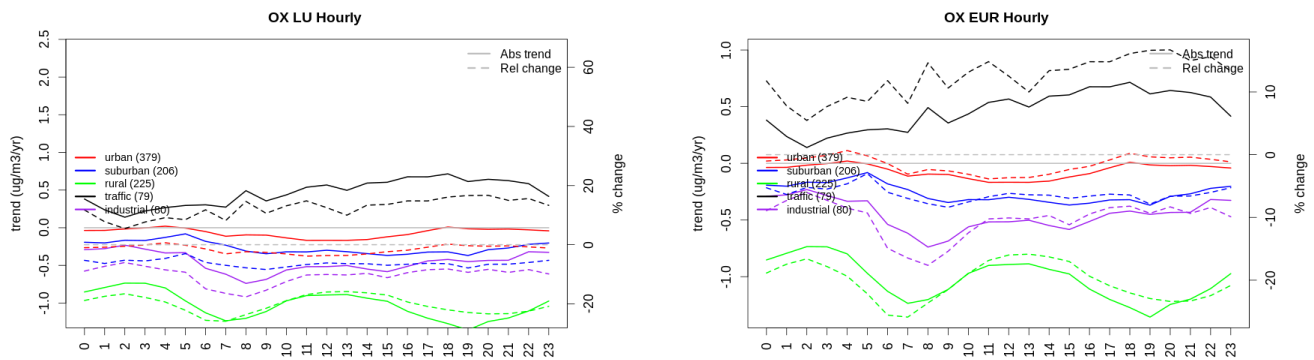 OX LU Hourly
Abs trend
Rel change
urban (379)
suburban (206)
rural (225)
traffic (79)
industrial (80)
trend (ug/m3/yr)
2.5
2.0
1.5
1.0
0.5
0.0
-0.5
-1.0
% change
60
40
20
0
-20
0 1 2 3 4 5 6 7 8 9 10 11 12 13 14 15 16 17 18 19 20 21 22 23
OX EUR Hourly
Abs trend
Rel change
urban (379)
suburban (206)
rural (225)
traffic (79)
industrial (80)
trend (ug/m3/yr)
1.0
0.5
0.0
-0.5
-1.0
% change
10
0
-10
-20
0 1 2 3 4 5 6 7 8 9 10 11 12 13 14 15 16 17 18 19 20 21 22 23